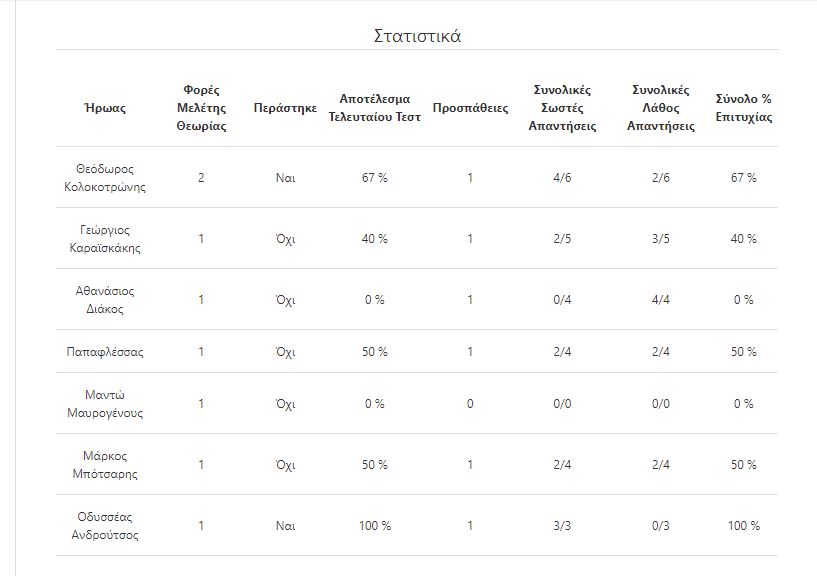 Στατιστικά
Ήρωας Φορές Μελέτης Θεωρίας Περάστηκε Αποτέλεσμα Τελευταίου Τεστ Προσπάθειες Συνολικές Σωστές Απαντήσεις Συνολικές Λάθος Απαντήσεις Σύνολο % Επιτυχίας
Θεόδωρος Κολοκοτρώνης 2 Ναι 67 % 1 4/6 2/6 67 %
Γεώργιος Καραϊσκάκης 1 Όχι 40 % 1 2/5 3/5 40 %
Αθανάσιος Διάκος 1 Όχι 0 % 1 0/4 4/4 0 %
Παπαφλέσσας 1 Όχι 50 % 1 2/4 2/4 50 %
Μαντώ Μαυρογένους 1 Όχι 0 % 0 0/0 0/0 0 %
Μάρκος Μπότσαρης 1 Όχι 50 % 1 2/4 2/4 50 %
Οδυσσέας Ανδρούτσος 1 Ναι 100 % 1 3/3 0/3 100 %